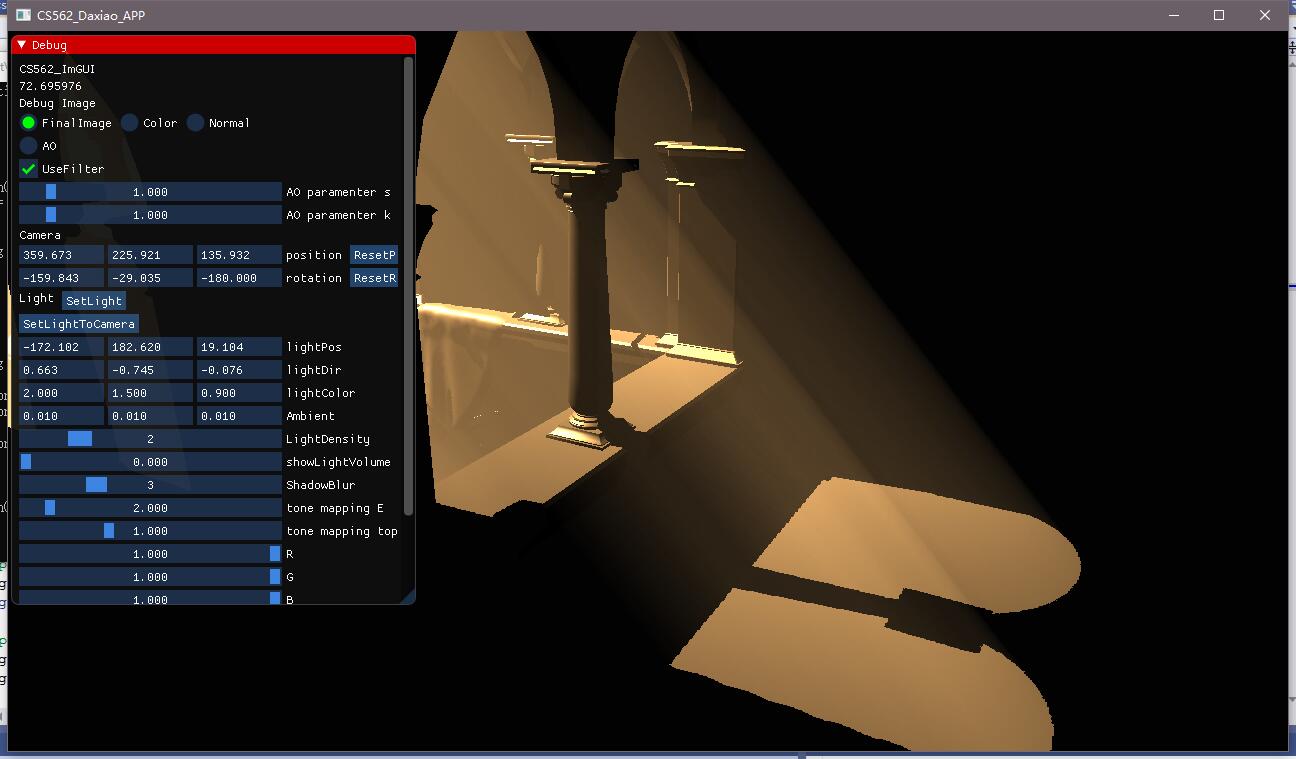 CS562_Daxiao_APP
Debug
CS562_ImGUI
72.695976
Debug Image
FinalImage Color Normal
AO
UseFilter
1.000 AO paramenter s
1.000 AO paramenter k
Camera
359.673 225.921 135.932 position ResetP
-159.843 -29.035 -180.000 rotation ResetR
Light SetLight
SetLightToCamera
-172.102 182.620 19.104 lightPos
0.663 -0.745 -0.076 lightDir
2.000 1.500 0.900 lightColor
0.010 0.010 0.010 Ambient
2 LightDensity
0.000 showLightVolume
3 ShadowBlur
2.000 tone mapping E
1.000 tone mapping top
1.000 R
1.000 G
1.000 B